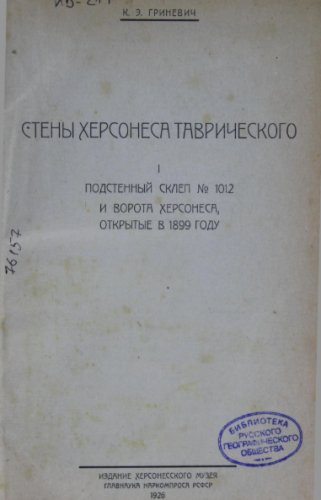 К. Э. ГРИНЕВИЧ
СТЕНЫ ХЕРСОНЕСА ТАВРИЧЕСКОГО
I
ПОДСТЕННЫЙ СКЛЕП № 1012
И ВОРОТА ХЕРСОНЕСА,
ОТКРЫТЫЕ В 1899 ГОДУ
76157
БИБЛИОТЕКА
РУССКОГО
ГЕОГРАФИЧЕСКОГО
ОБЩЕСТВА
ИЗДАНИЕ ХЕРСОНЕССКОГО МУЗЕЯ
ГЛАВНАУКА НАРКОМПРОСА РСФСР
1926